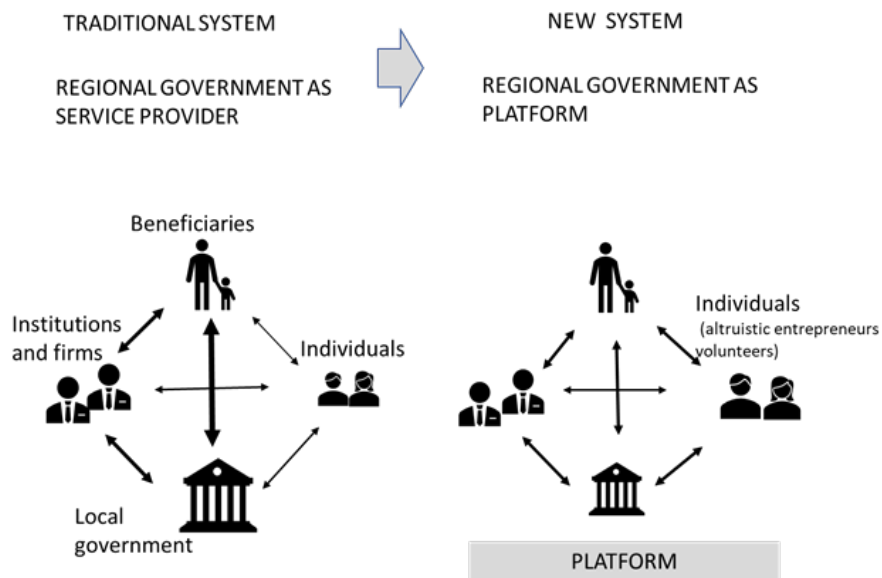 TRADITIONAL SYSTEM
REGIONAL GOVERNMENT AS
SERVICE PROVIDER
NEW SYSTEM
REGIONAL GOVERNMENT AS
PLATFORM
Beneficiaries
Institutions
and firms
Individuals
Local
government
Individuals
(altruistic entrepreneurs
volunteers)
PLATFORM